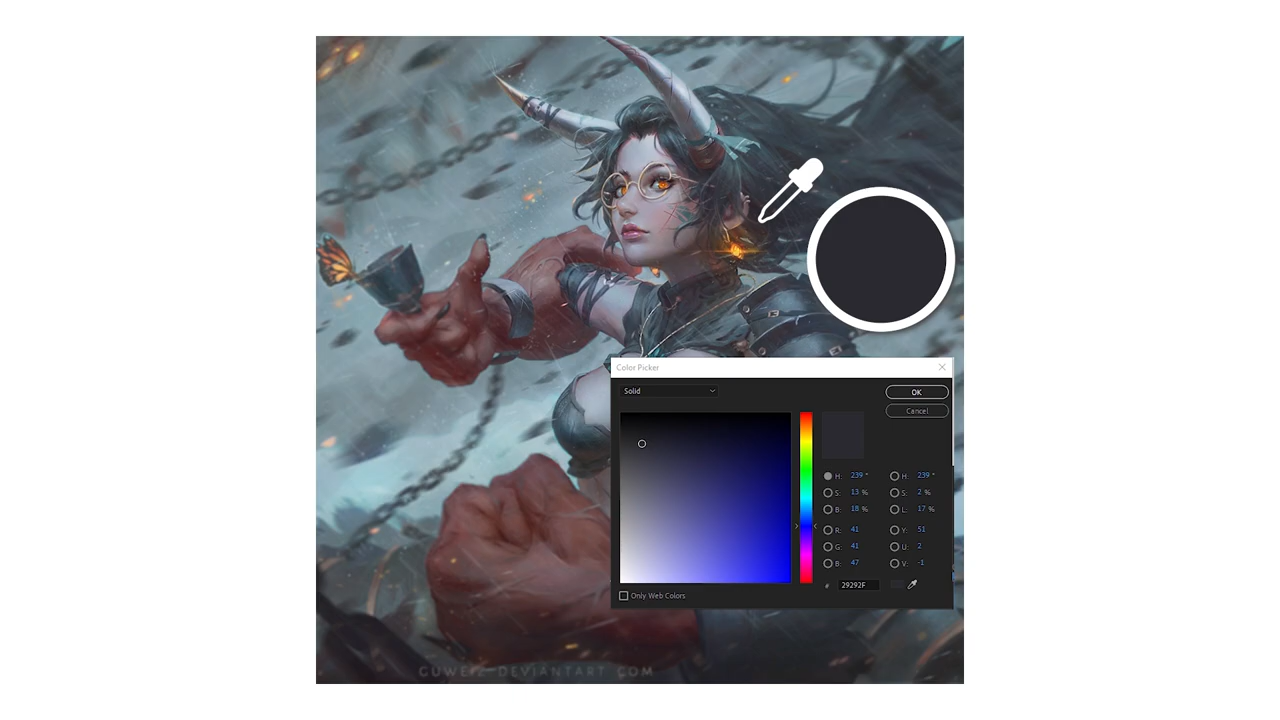 Color Picker
Solid
OK
Cancel
H: 239 °
H: 239 °
S: 13 %
S: 2 %
B: 18 %
L: 17 %
R: 41
Y: 51
G: 41
U: 2
B: 47
V: -1
# 29292F
Only Web Colors
GUWEIZ-DEVIANTART COM